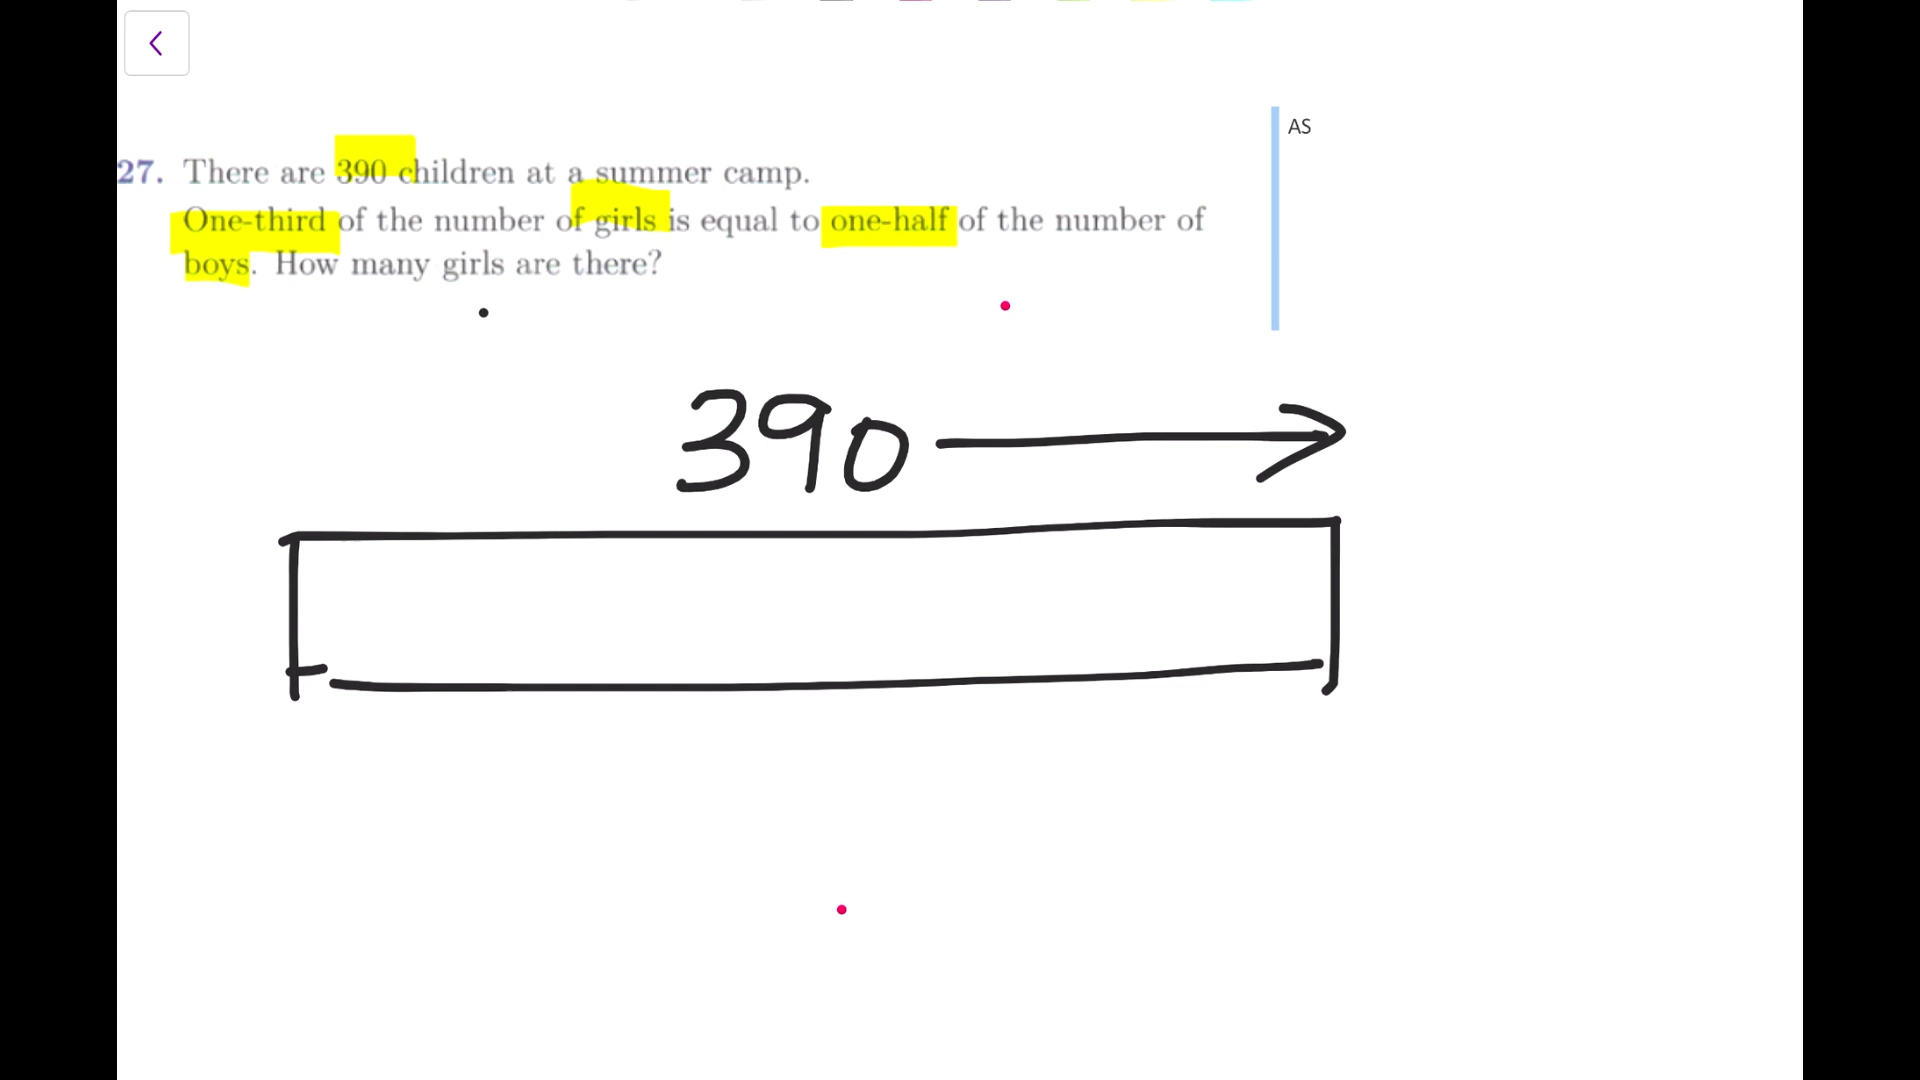 AS
27. There are 390 children at a summer camp.
One-third of the number of girls is equal to one-half of the number of
boys. How many girls are there?
390